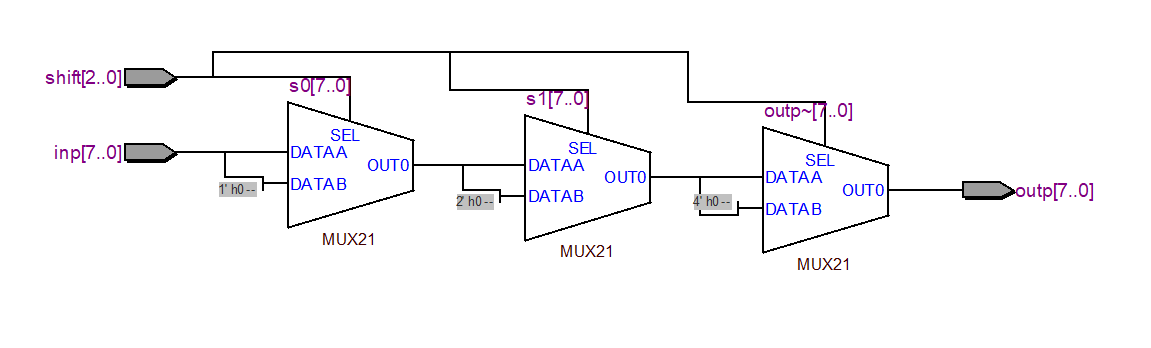 shift[2..0]
s0[7..0]
SEL
DATAA
DATAB
OUT0
1' h0 --
MUX21
inp[7..0]
s1[7..0]
SEL
DATAA
DATAB
OUT0
2' h0 --
MUX21
outp~[7..0]
SEL
DATAA
DATAB
OUT0
4' h0 --
MUX21
outp[7..0]